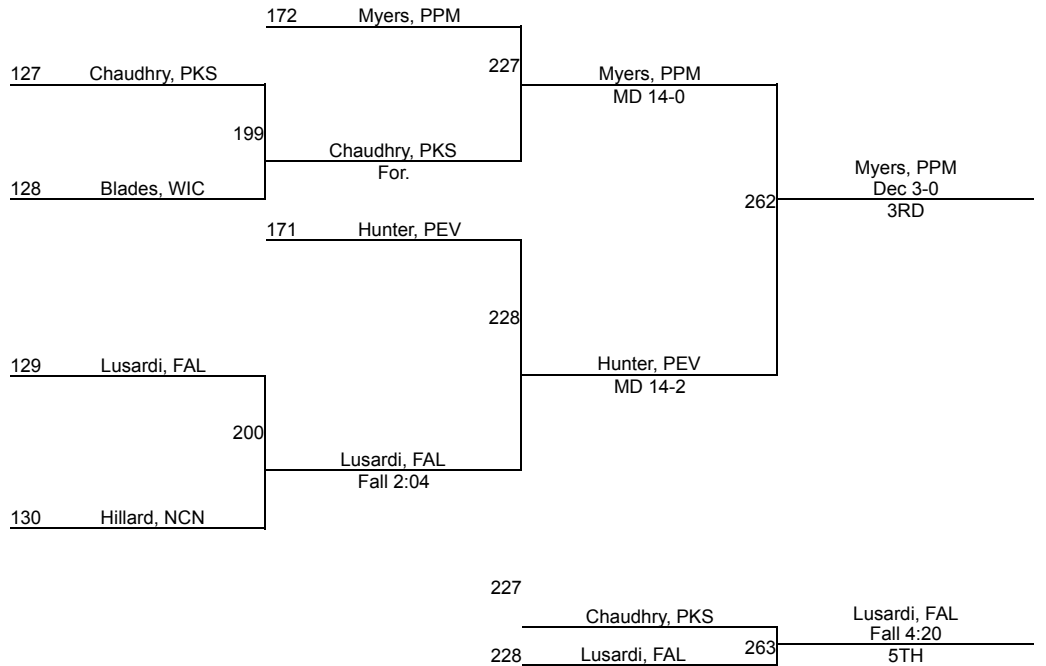 172 Myers, PPM
127 Chaudhry, PKS
227
Myers, PPM
MD 14-0
199
Chaudhry, PKS
For.
128 Blades, WIC
Myers, PPM
Dec 3-0
3RD
262
171 Hunter, PEV
228
129 Lusardi, FAL
Hunter, PEV
MD 14-2
200
Lusardi, FAL
Fall 2:04
130 Hillard, NCN
227
Chaudhry, PKS
Lusardi, FAL
Fall 4:20
5TH
263
228 Lusardi, FAL